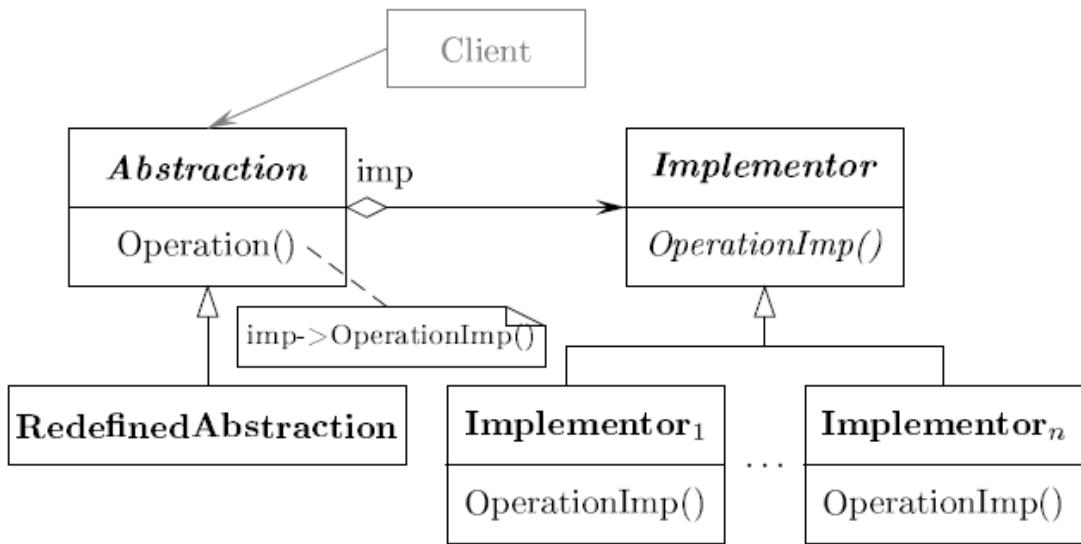 Client
Abstraction
imp
Implementor
Operation()
OperationImp()
imp->OperationImp()
RedefinedAbstraction
Implementor₁
Implementorₙ
...
OperationImp()
OperationImp()